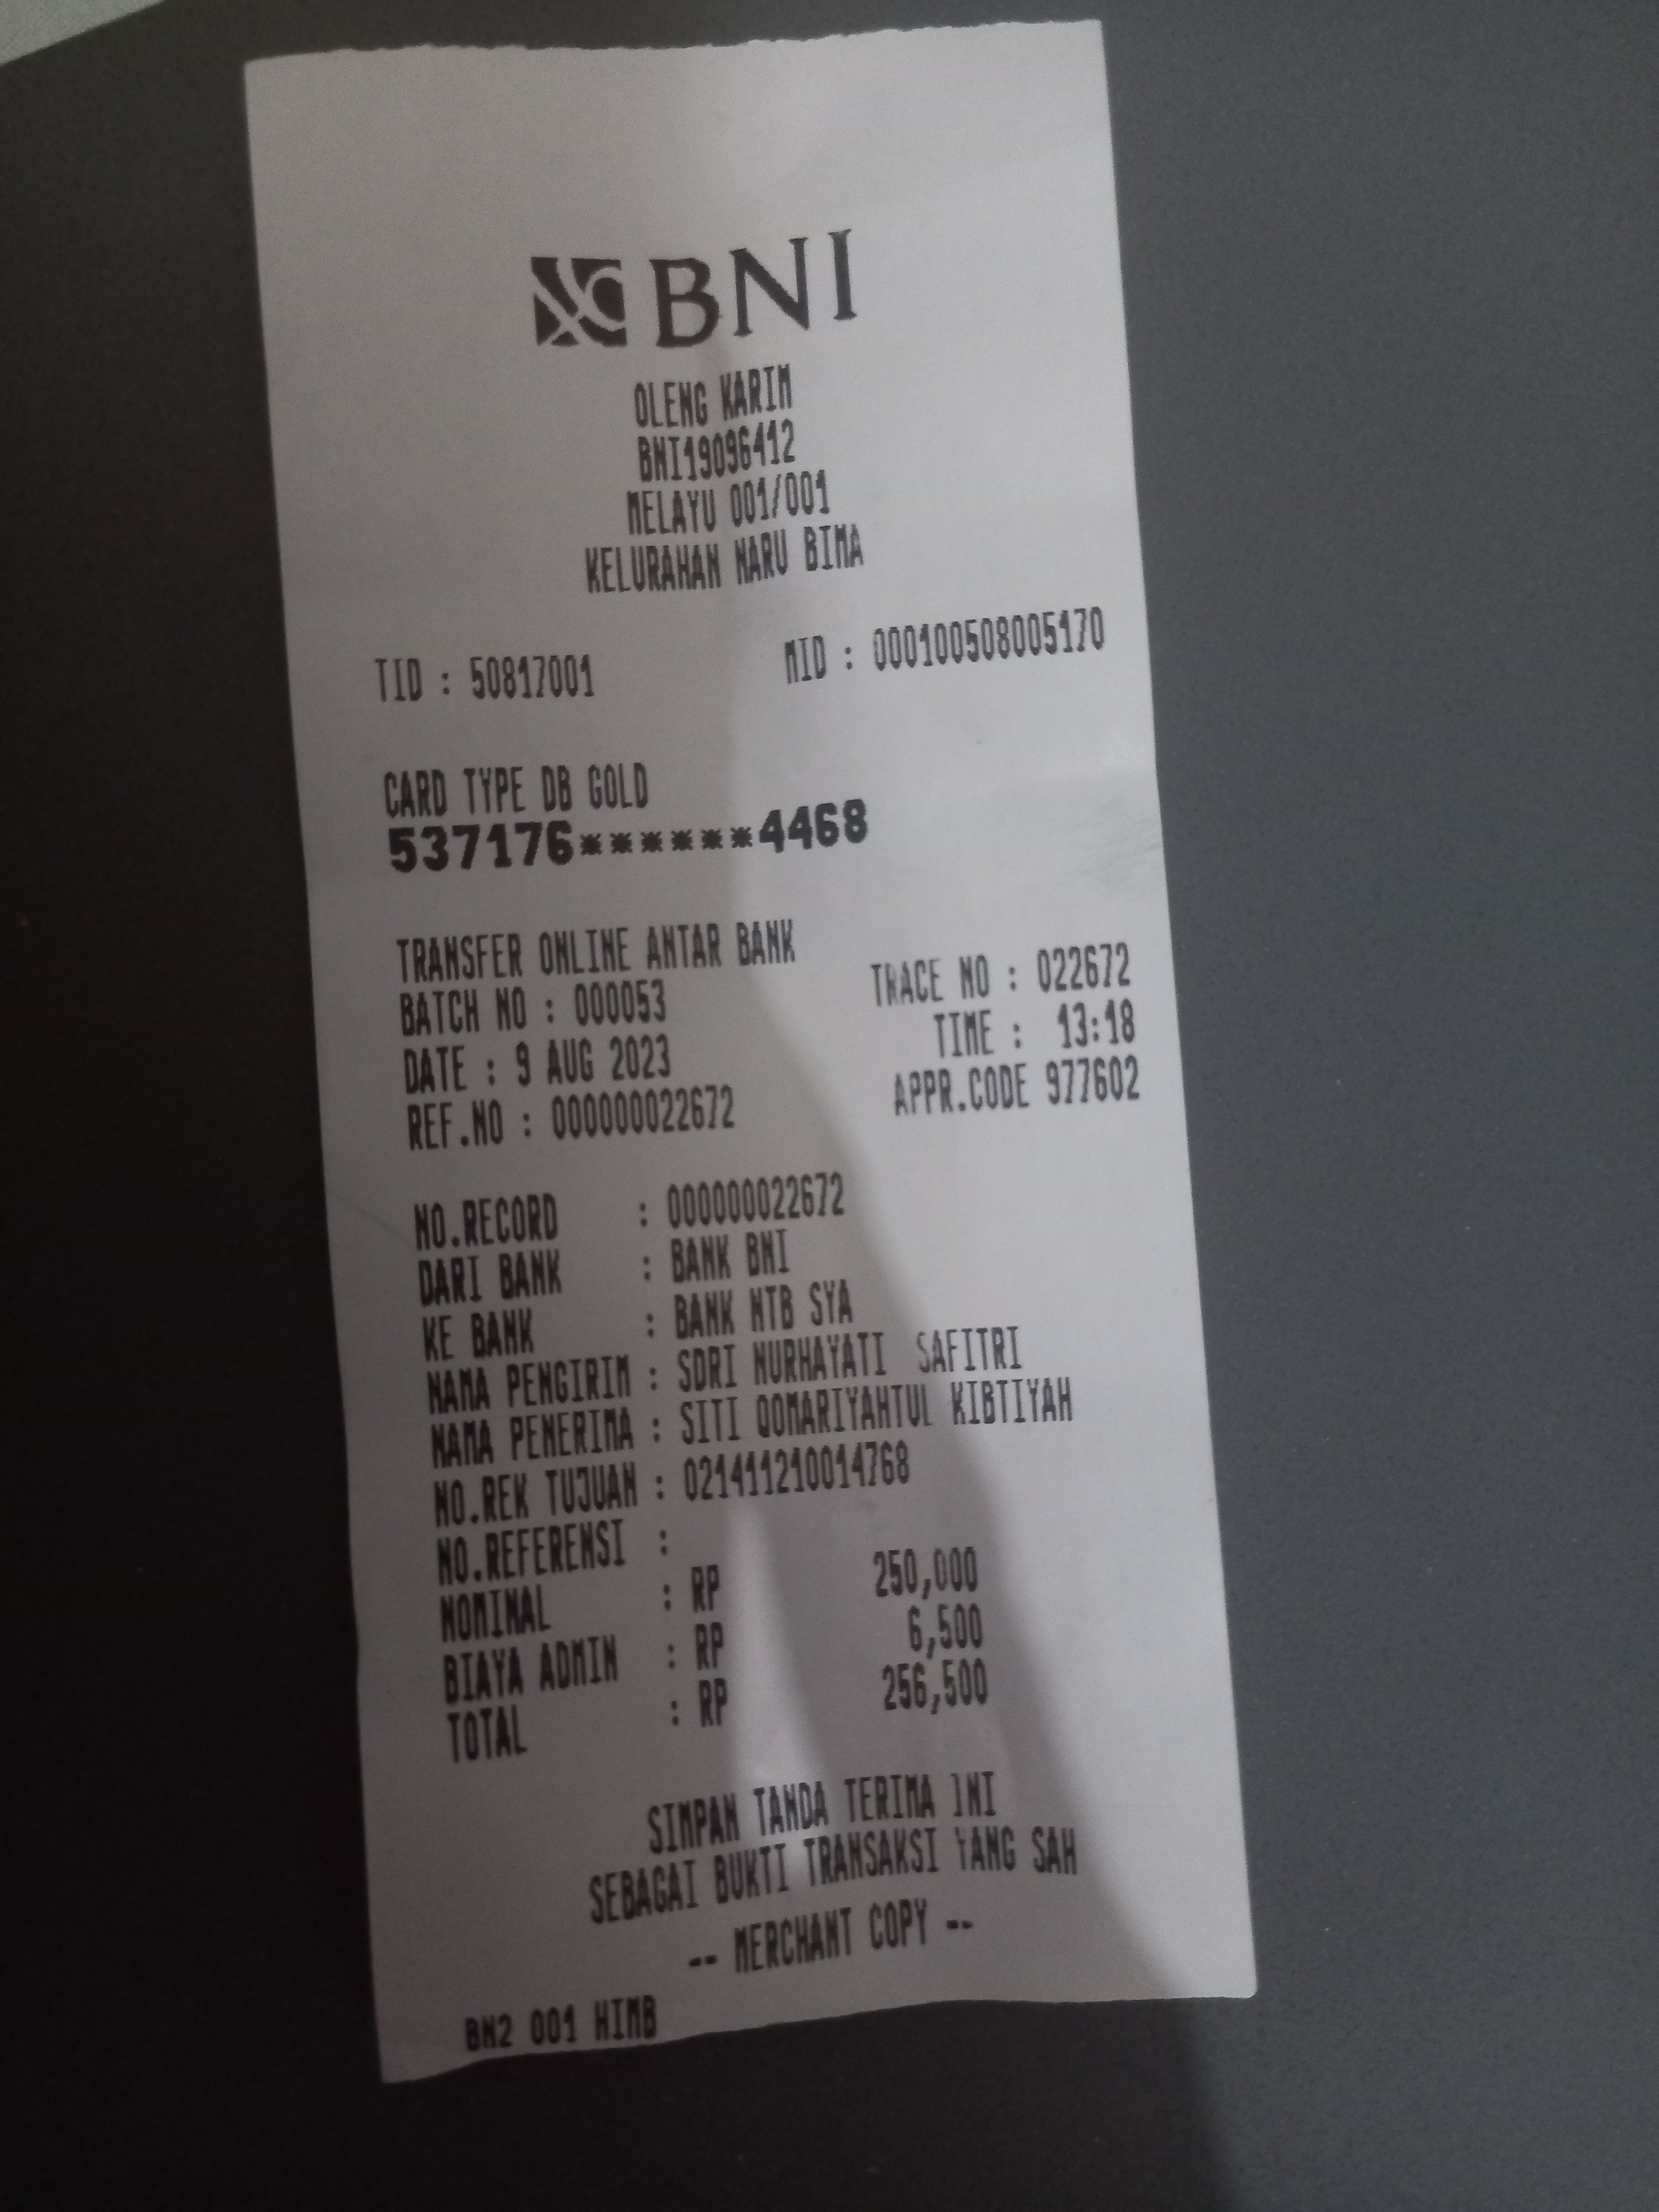 BNI
OLENG KARIM
BNI19096412
MELAYU 001/001
KELURAHAN NARU BIMA
TID : 50817001 MID : 000100508005170
CARD TYPE DB GOLD
537176******4468
TRANSFER ONLINE ANTAR BANK
BATCH NO : 000053 TRACE NO : 022672
DATE : 9 AUG 2023 TIME : 13:18
REF.NO : 000000022672 APPR.CODE 977602
NO.RECORD : 000000022672
DARI BANK : BANK BNI
KE BANK : BANK NTB SYA
NAMA PENGIRIM : SDRI NURHAYATI SAFITRI
NAMA PENERIMA : SITI QOMARIYAHTUL KIBTIYAH
NO.REK TUJUAN : 021411210014768
NO.REFERENSI :
NOMINAL : RP 250,000
BIAYA ADMIN : RP 6,500
TOTAL : RP 256,500
SIMPAN TANDA TERIMA INI
SEBAGAI BUKTI TRANSAKSI YANG SAH
-- MERCHANT COPY --
BN2 001 HIMB